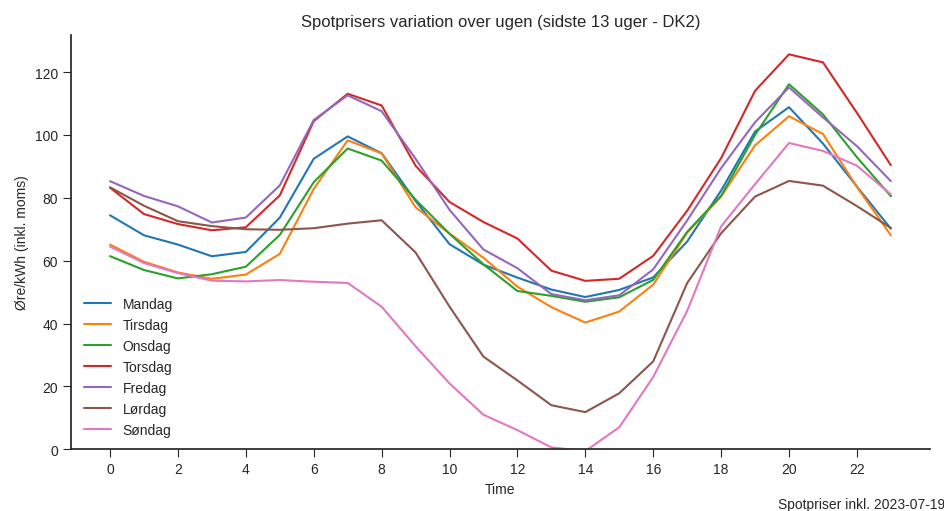 Spotprisers variation over ugen (sidste 13 uger - DK2)
Øre/kWh (inkl. moms)
120
100
80
60
40
20
0
Mandag
Tirsdag
Onsdag
Torsdag
Fredag
Lørdag
Søndag
0 2 4 6 8 10 12 14 16 18 20 22
Time
Spotpriser inkl. 2023-07-19